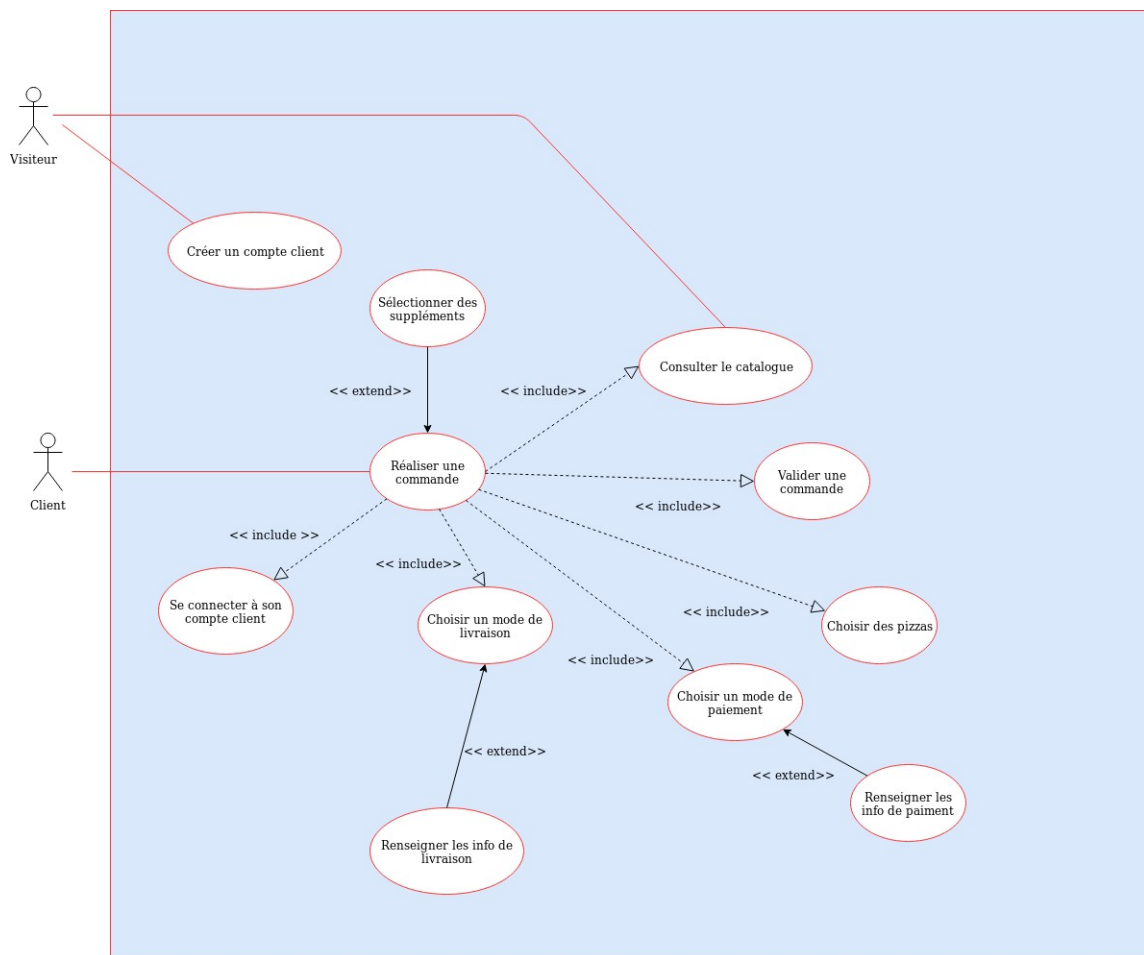 Visiteur
Créer un compte client
Sélectionner des
suppléments
Consulter le catalogue
<< extend>>
<< include>>
Client
Réaliser une
commande
Valider une
commande
<< include>>
<< include >>
<< include>>
Se connecter à son
compte client
Choisir un mode de
livraison
<< include>>
Choisir des pizzas
<< include>>
Choisir un mode de
paiement
<< extend>>
<< extend>>
Renseigner les
info de paiment
Renseigner les info de
livraison